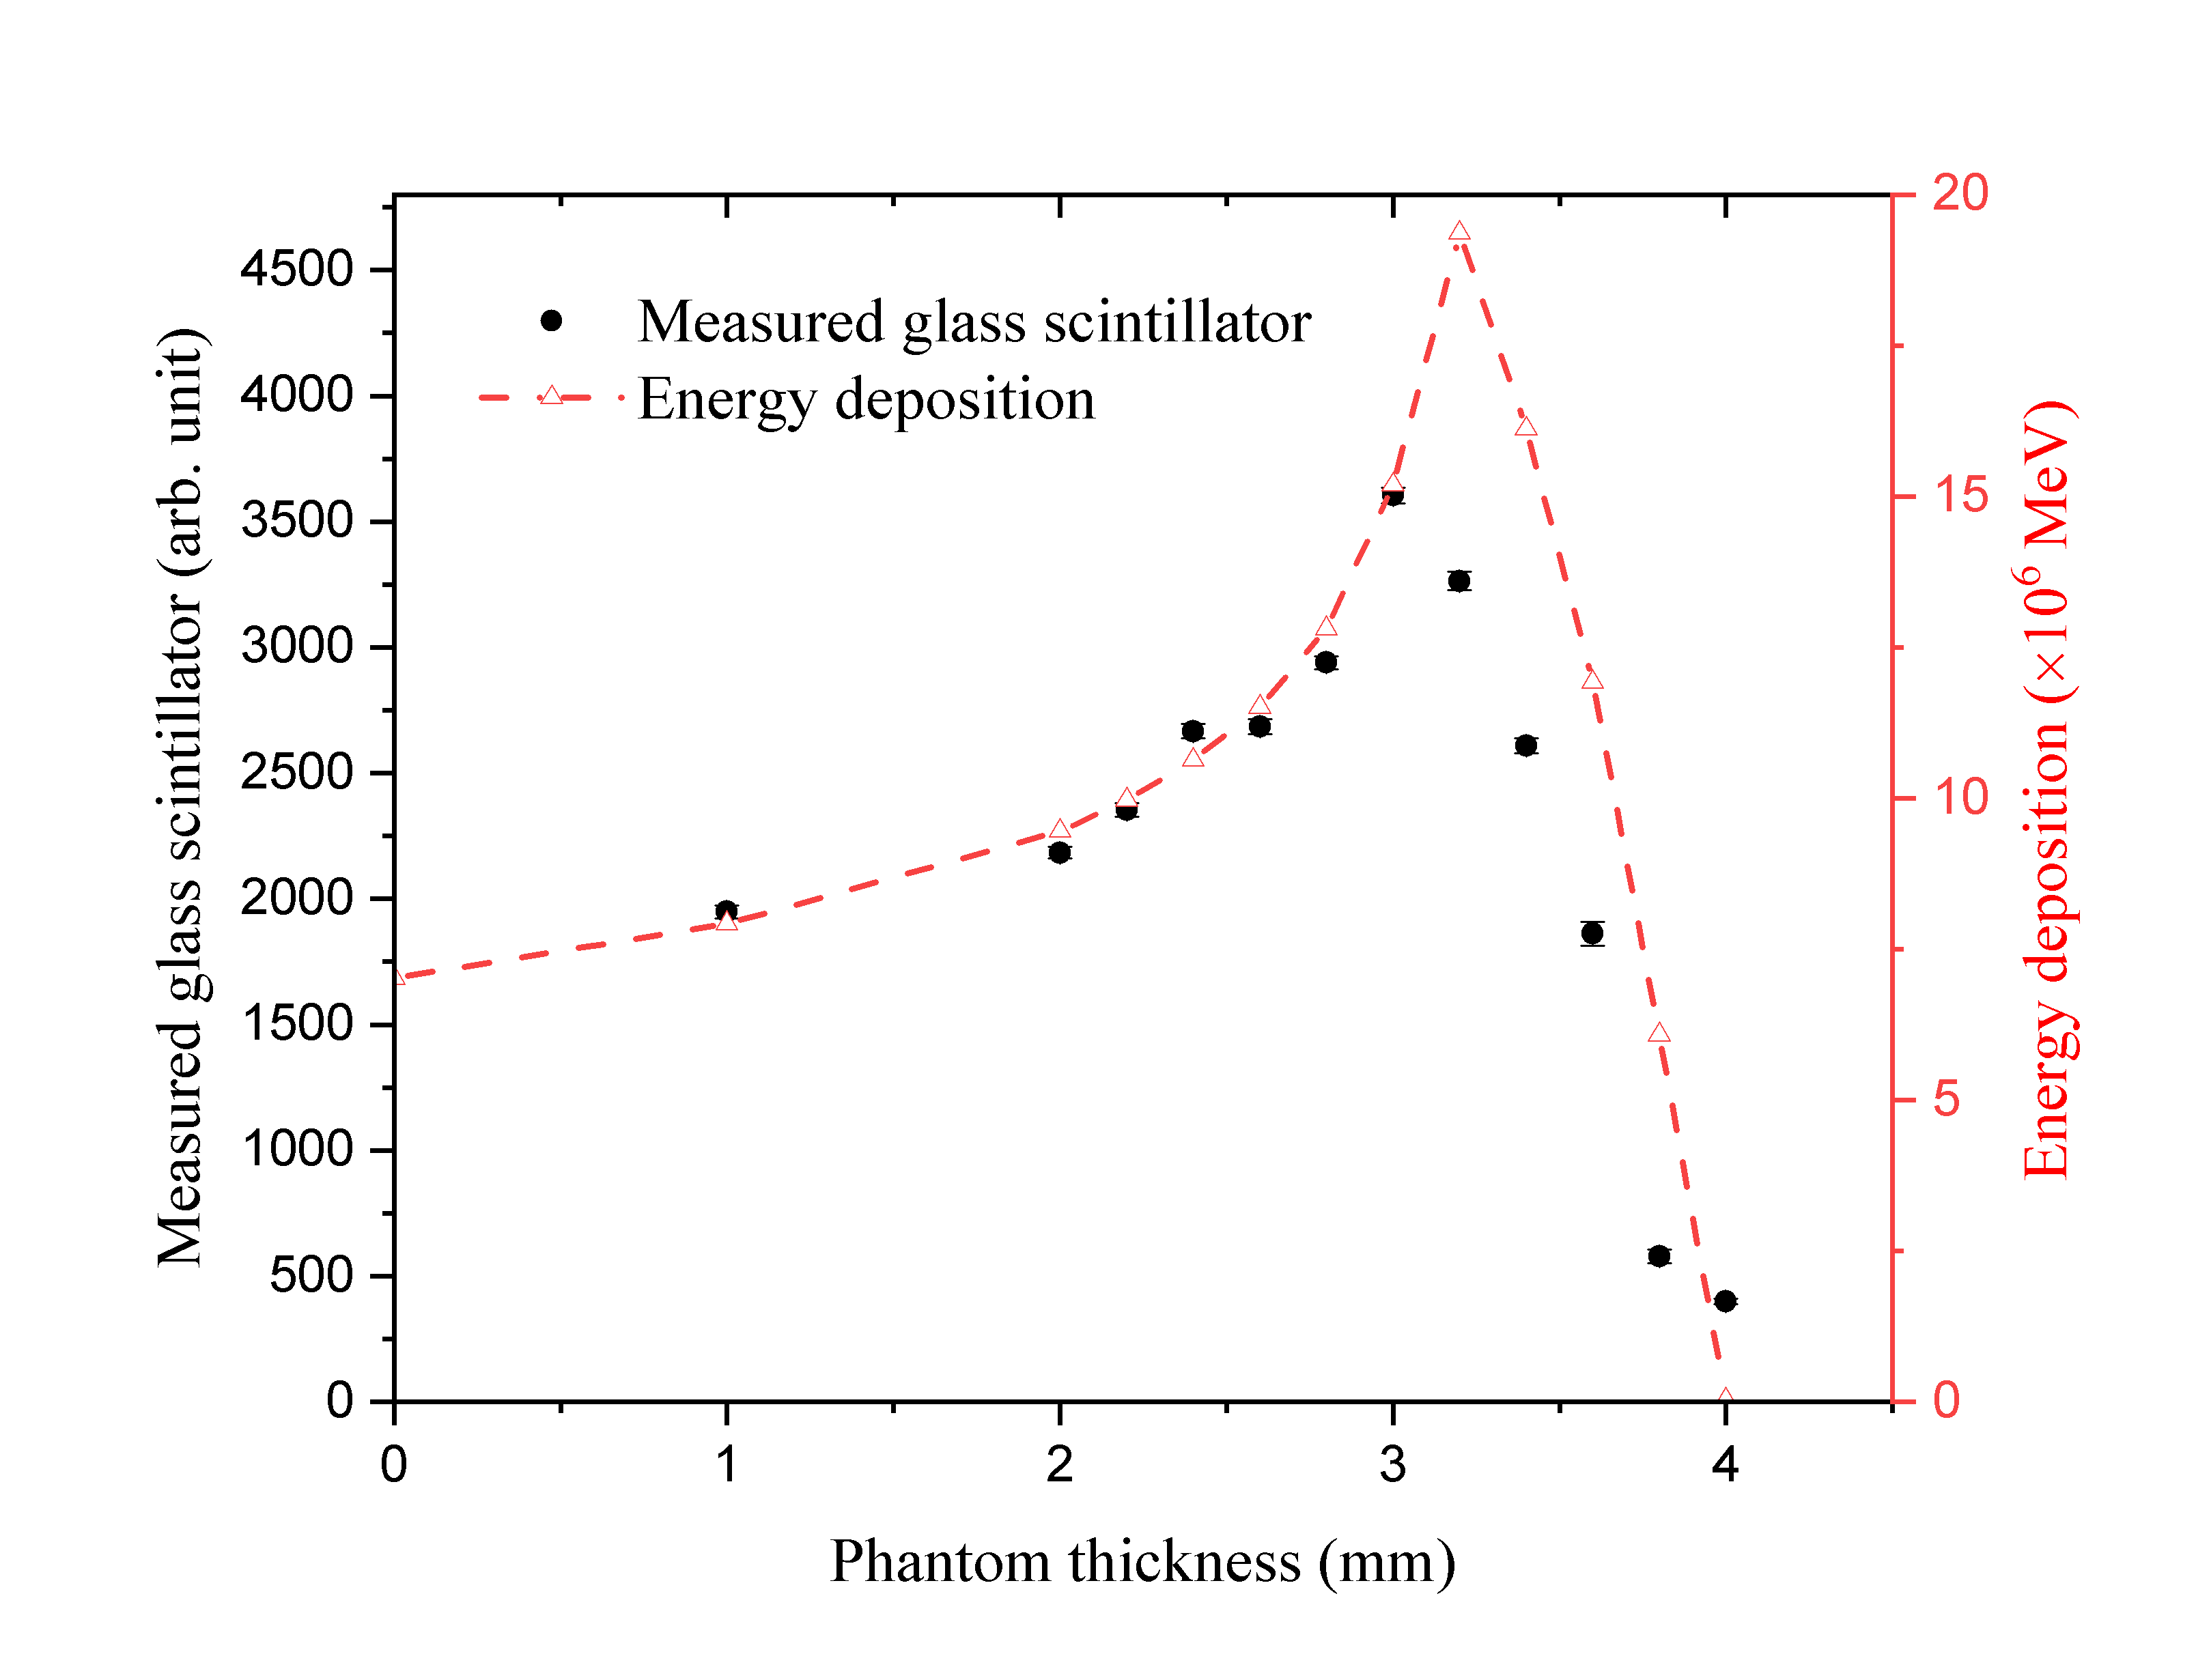 Measured glass scintillator (arb. unit)
4500
4000
3500
3000
2500
2000
1500
1000
500
0
Measured glass scintillator
Energy deposition
20
15
10
5
0
Energy deposition (×10⁶ MeV)
0 1 2 3 4
Phantom thickness (mm)